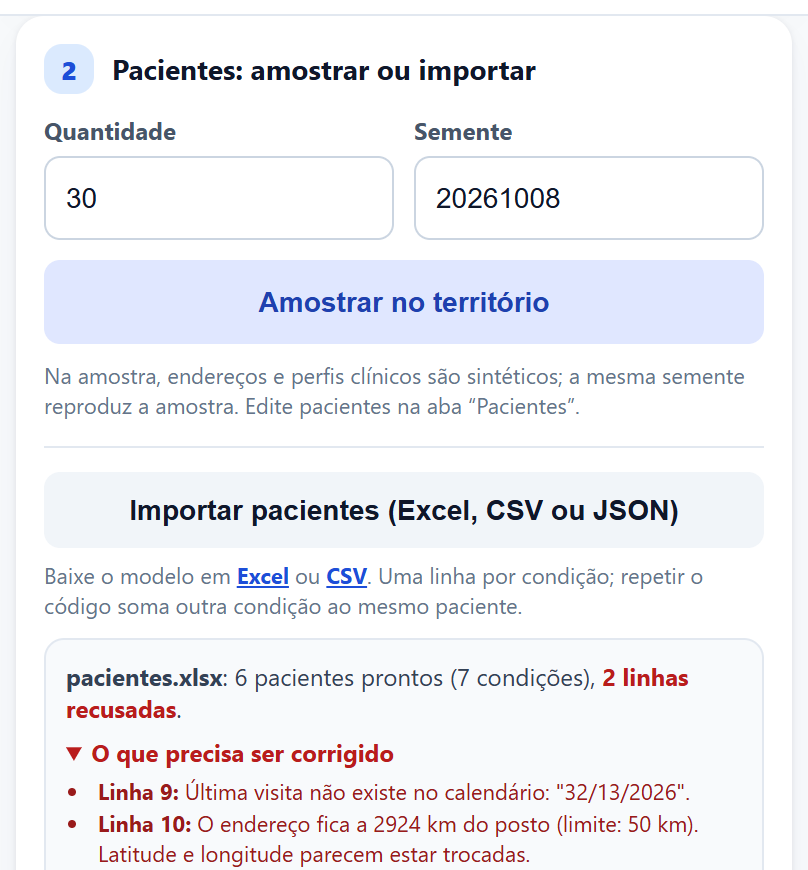 2
Pacientes: amostrar ou importar
Quantidade
Semente
30
20261008
Amostrar no território
Na amostra, endereços e perfis clínicos são sintéticos; a mesma semente
reproduz a amostra. Edite pacientes na aba “Pacientes”.
Importar pacientes (Excel, CSV ou JSON)
Baixe o modelo em Excel ou CSV. Uma linha por condição; repetir o
código soma outra condição ao mesmo paciente.
pacientes.xlsx: 6 pacientes prontos (7 condições), 2 linhas
recusadas.
▼ O que precisa ser corrigido
• Linha 9: Última visita não existe no calendário: "32/13/2026".
• Linha 10: O endereço fica a 2924 km do posto (limite: 50 km).
Latitude e longitude parecem estar trocadas.